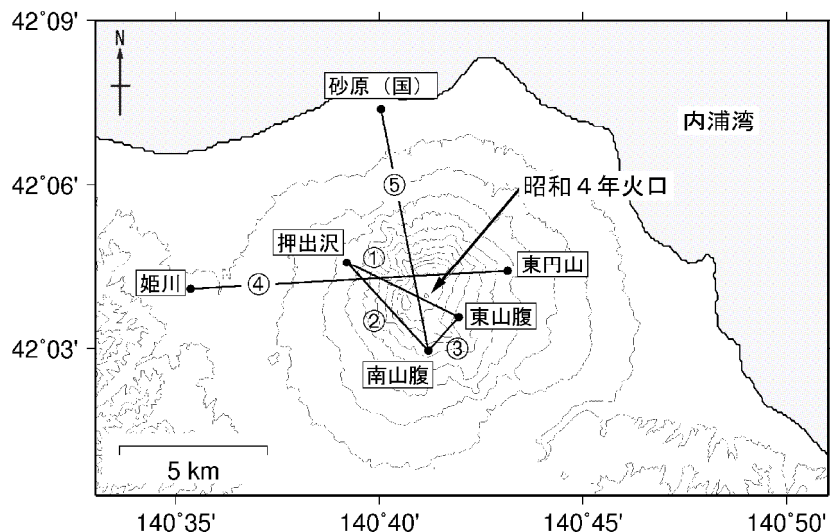 42°09'
N
砂原（国）
内浦湾
42°06'
⑤
昭和４年火口
押出沢
①
東円山
姫川
④
東山腹
②
42°03'
③
南山腹
5 km
140°35'
140°40'
140°45'
140°50'